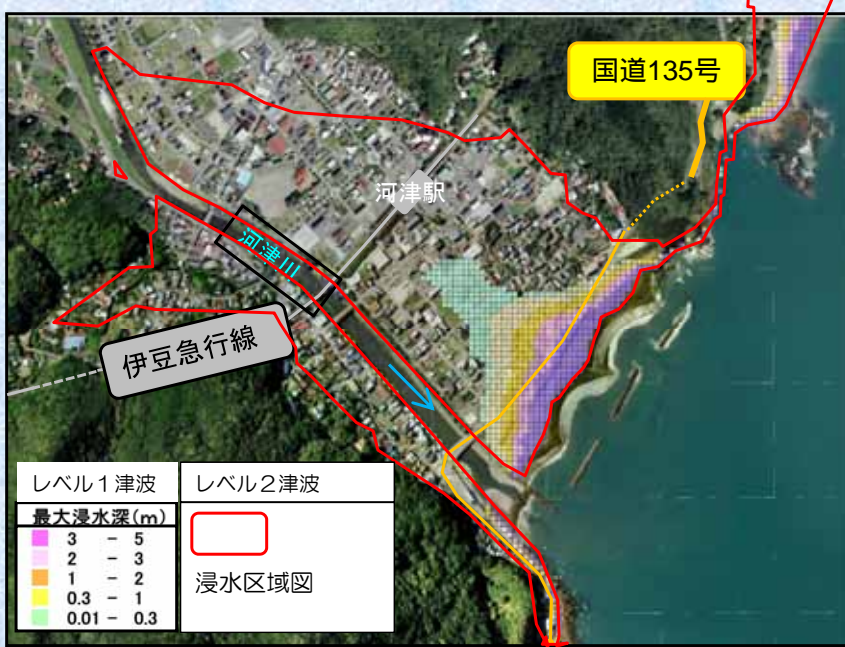 国道135号
河津駅
河津川
伊豆急行線
レベル1津波
レベル2津波
最大浸水深(m)
3 - 5
2 - 3
1 - 2
0.3 - 1
0.01 - 0.3
浸水区域図